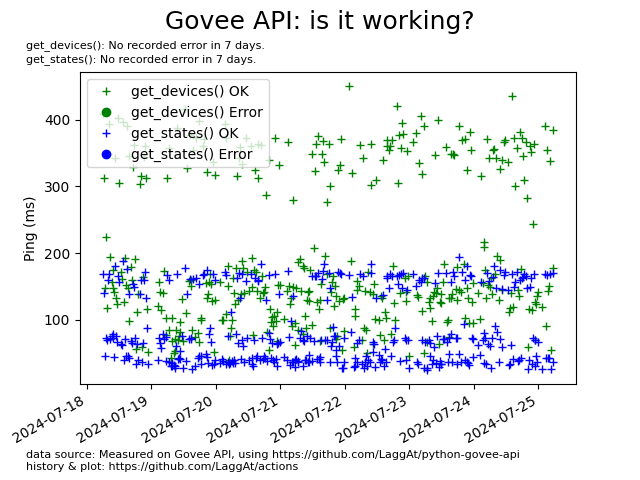 Govee API: is it working?
get_devices(): No recorded error in 7 days.
get_states(): No recorded error in 7 days.
get_devices() OK
get_devices() Error
get_states() OK
get_states() Error
Ping (ms)
400
300
200
100
2024-07-18
2024-07-19
2024-07-20
2024-07-21
2024-07-22
2024-07-23
2024-07-24
2024-07-25
data source: Measured on Govee API, using https://github.com/LaggAt/python-govee-api
history & plot: https://github.com/LaggAt/actions